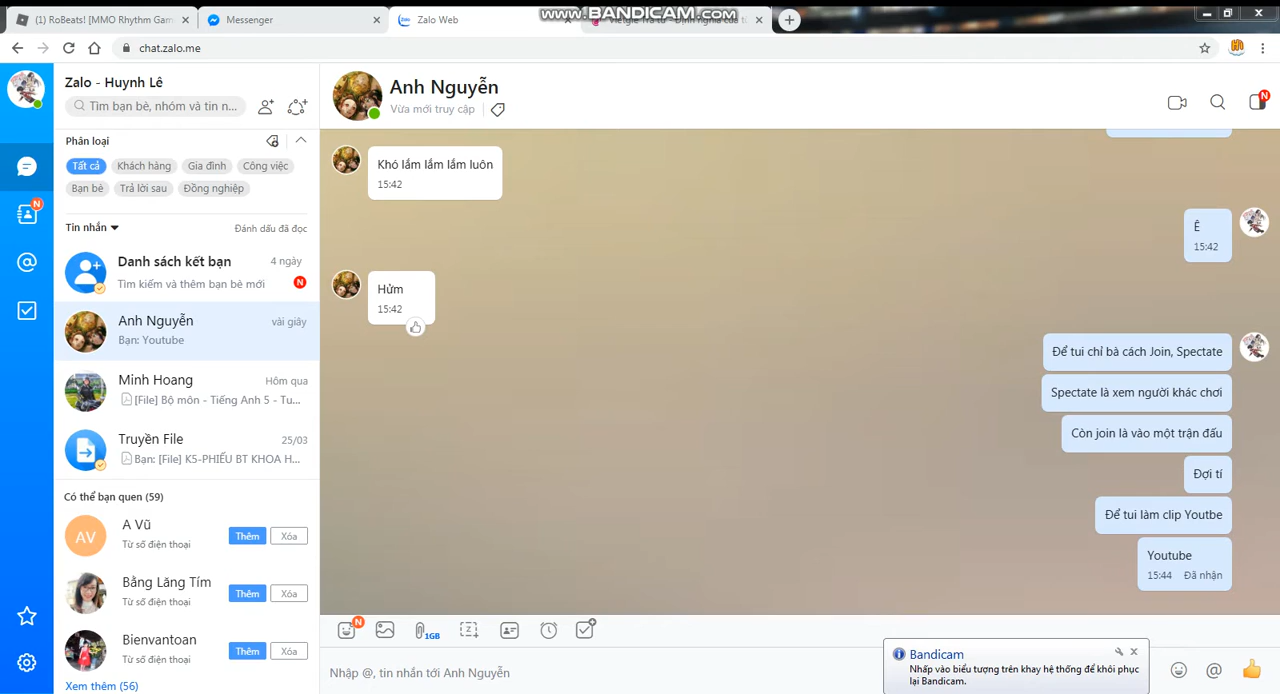 (1) RoBeats! [MMO Rhythm Gam
Messenger
Zalo Web
www.BANDICAM.com
chat.zalo.me
Zalo - Huynh Lê
Tìm bạn bè, nhóm và tin n...
Phân loại
Tất cả
Khách hàng
Gia đình
Công việc
Bạn bè
Trả lời sau
Đồng nghiệp
Tin nhắn
Đánh dấu đã đọc
Danh sách kết bạn
4 ngày
Tìm kiếm và thêm bạn bè mới
N
Anh Nguyễn
vài giây
Bạn: Youtube
Minh Hoang
Hôm qua
[File] Bộ môn - Tiếng Anh 5 - Tu...
Truyền File
25/03
Bạn: [File] K5-PHIẾU BT KHOA H...
Có thể bạn quen (59)
AV
A Vũ
Từ số điện thoại
Thêm
Xóa
Bằng Lăng Tím
Từ số điện thoại
Thêm
Xóa
Bienvantoan
Từ số điện thoại
Thêm
Xóa
Xem thêm (56)
N
Anh Nguyễn
Vừa mới truy cập
N
Khó lắm lắm lắm luôn
15:42
Ê
15:42
Hửm
15:42
Để tui chỉ bà cách Join, Spectate
Spectate là xem người khác chơi
Còn join là vào một trận đấu
Đợi tí
Để tui làm clip Youtbe
Youtube
15:44 Đã nhận
N
1GB
Nhập @, tin nhắn tới Anh Nguyễn
Bandicam
Nhấp vào biểu tượng trên khay hệ thống để khôi phục
lại Bandicam.